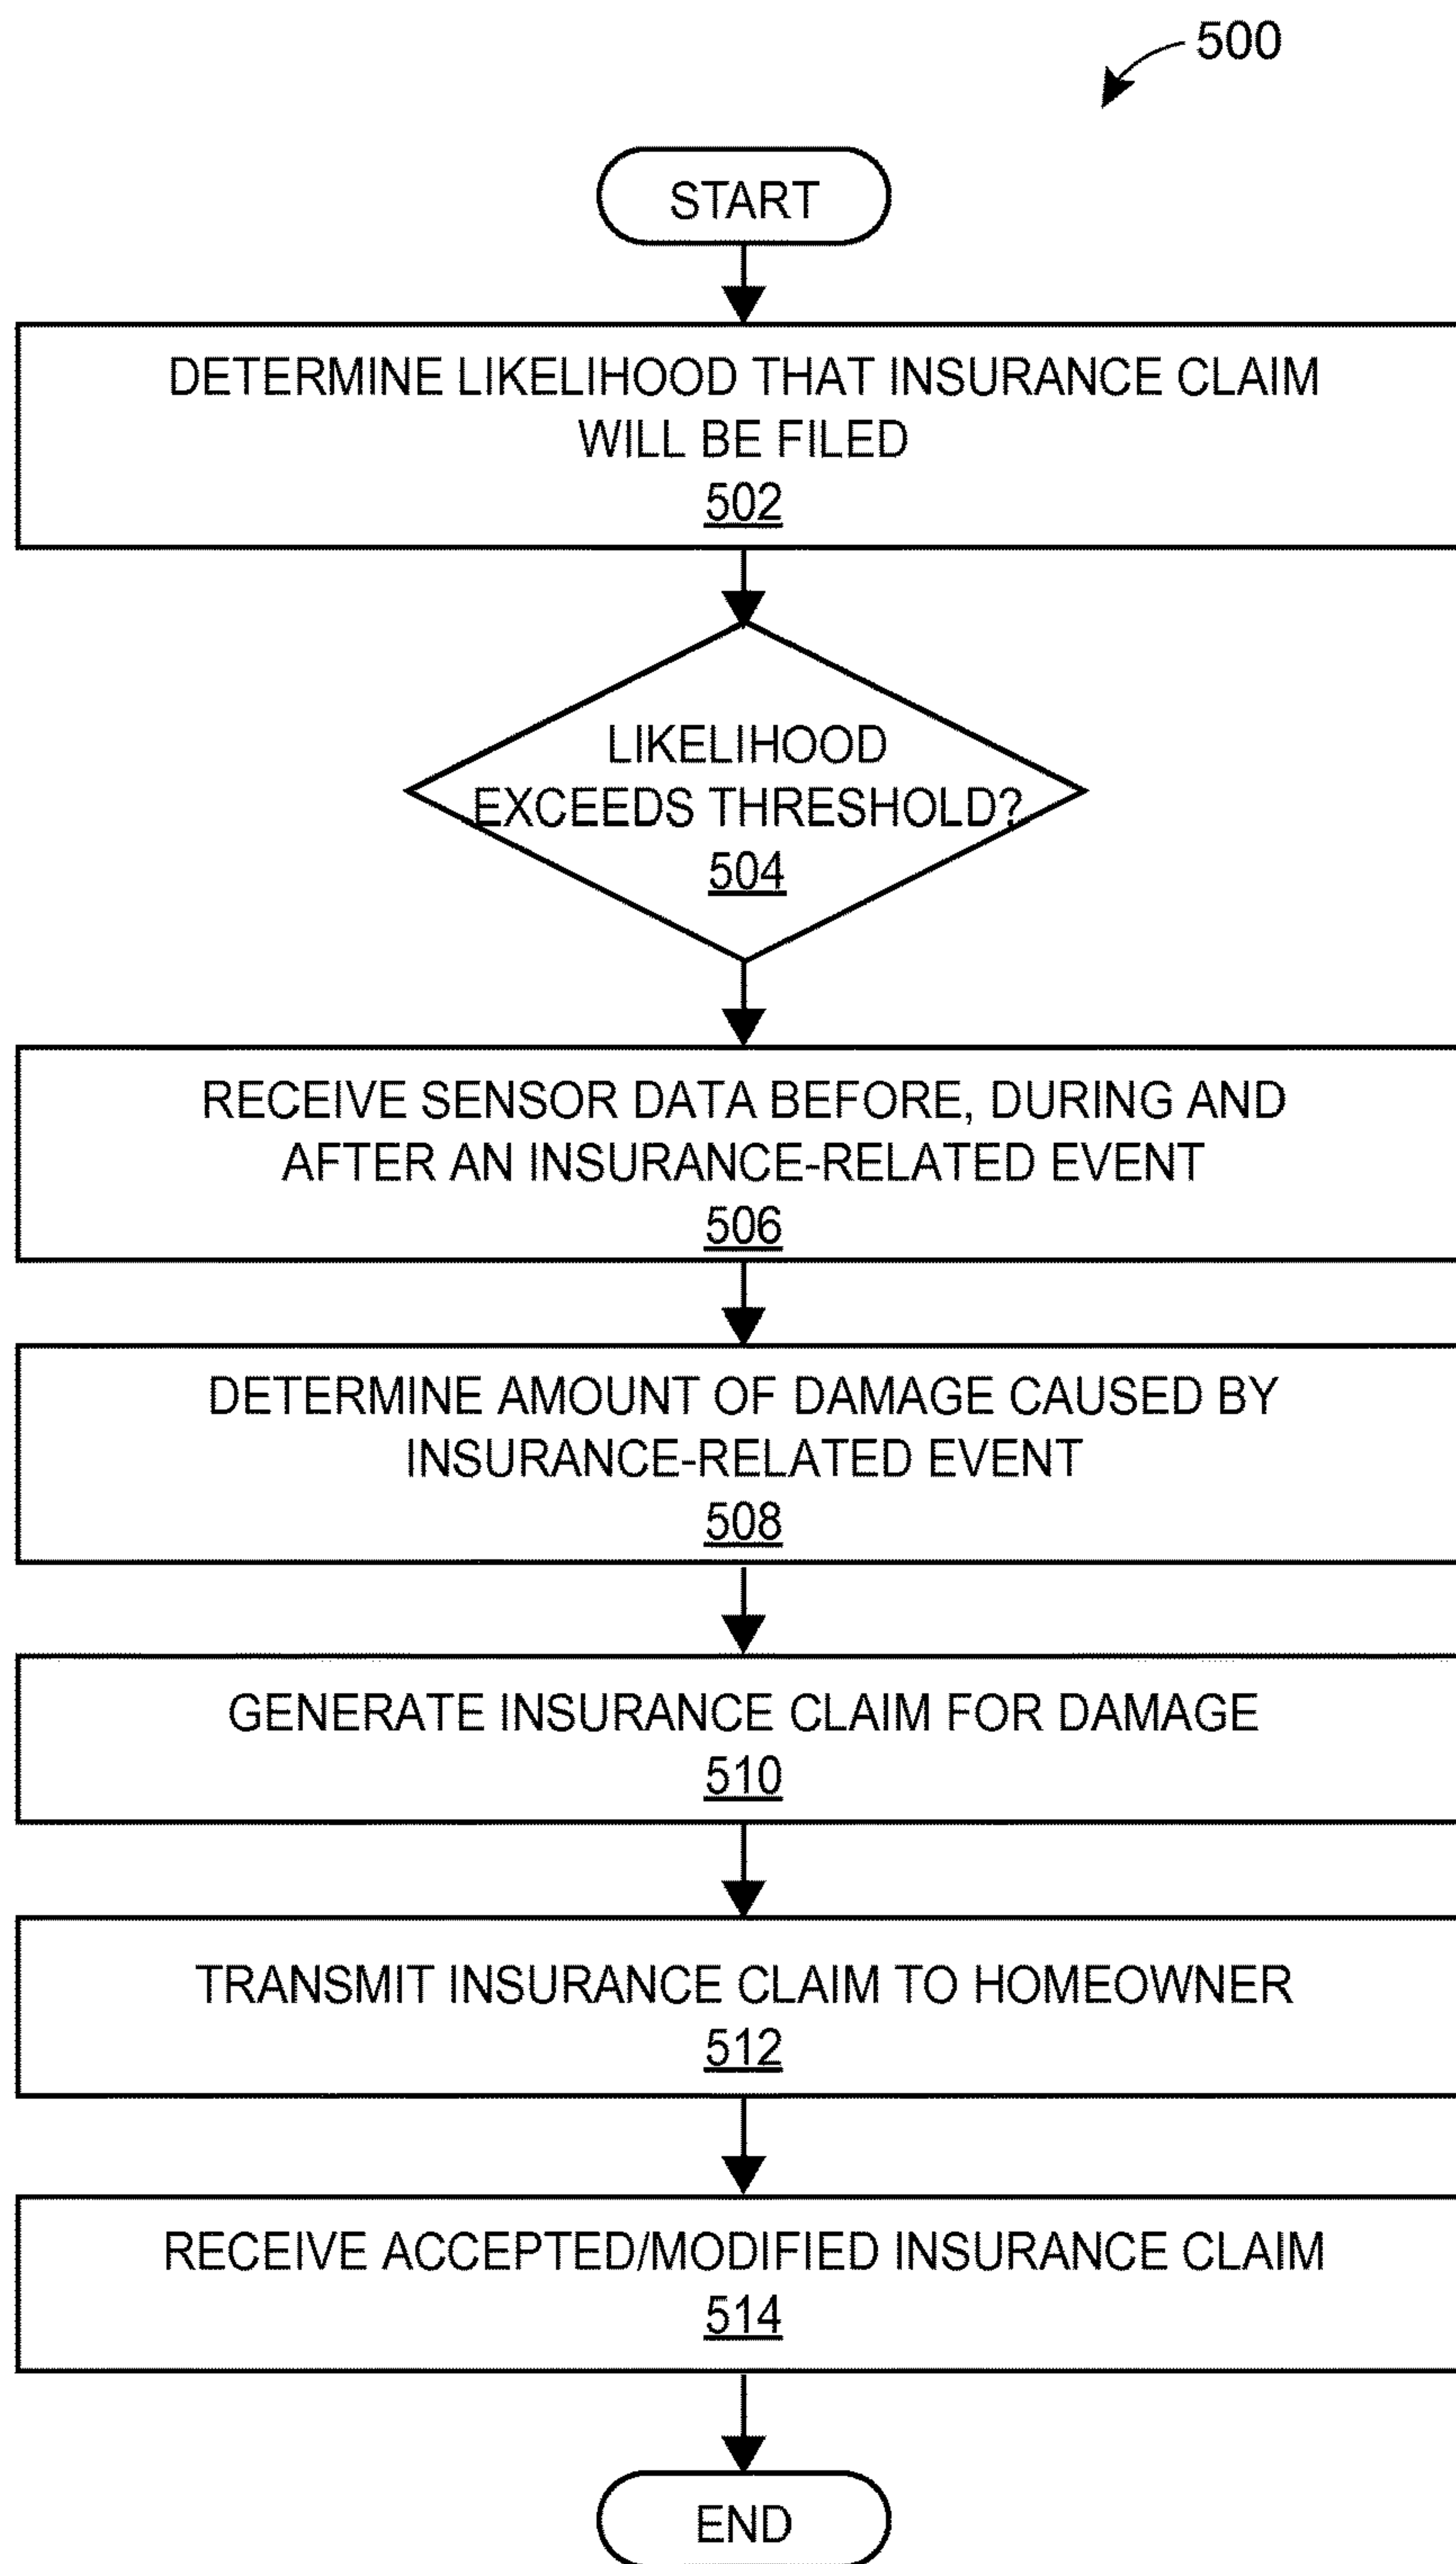 500
START
DETERMINE LIKELIHOOD THAT INSURANCE CLAIM
WILL BE FILED
502
LIKELIHOOD
EXCEEDS THRESHOLD?
504
RECEIVE SENSOR DATA BEFORE, DURING AND
AFTER AN INSURANCE-RELATED EVENT
506
DETERMINE AMOUNT OF DAMAGE CAUSED BY
INSURANCE-RELATED EVENT
508
GENERATE INSURANCE CLAIM FOR DAMAGE
510
TRANSMIT INSURANCE CLAIM TO HOMEOWNER
512
RECEIVE ACCEPTED/MODIFIED INSURANCE CLAIM
514
END